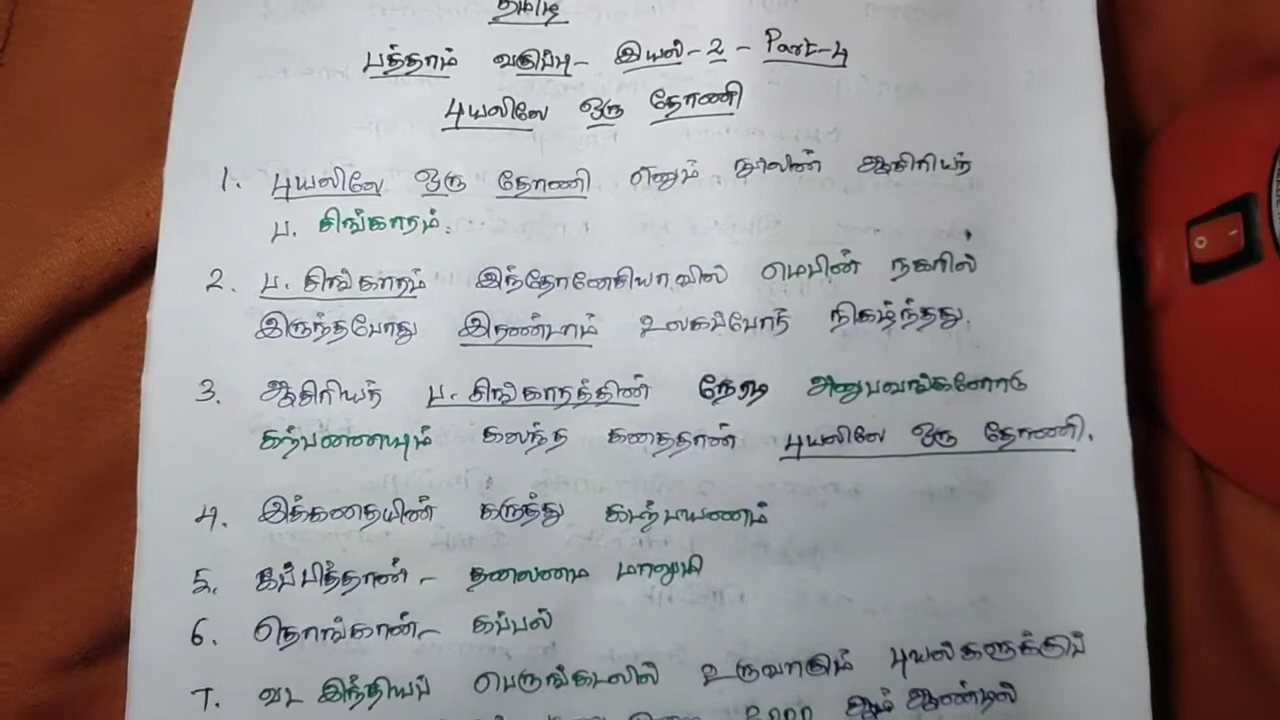 தமிழ்
பத்தாம் வகுப்பு - இயல் - 2 - Part-4
புயலிலே ஒரு தோணி
1. புயலிலே ஒரு தோணி எனும் நூலின் ஆசிரியர்
ப. சிங்காரம்.
2. ப. சிங்காரம் இந்தோனேசியாவில் மெபின் நகரில்
இருந்தபோது இரண்டாம் உலகப்போர் நிகழ்ந்தது.
3. ஆசிரியர் ப. சிங்காரத்தின் நேரடி அனுபவங்களோடு
கற்பனையும் கலந்த கதைதான் புயலிலே ஒரு தோணி.
4. இக்கதையின் கருத்து கடற்பயணம்
5. கப்பித்தான் - தலைமை மாலுமி
6. தொங்கான் - கப்பல்
7. வட இந்தியப் பெருங்கடலில் உருவாகும் புயல்களுக்குப்
2000 ஆம் ஆண்டில்